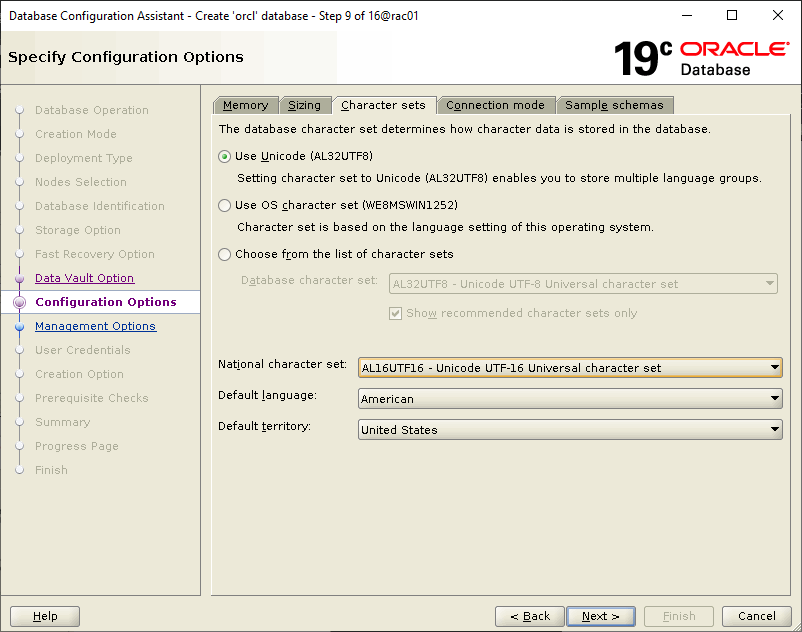 Database Configuration Assistant - Create 'orcl' database - Step 9 of 16@rac01
Specify Configuration Options
19c ORACLE
Database
Database Operation
Creation Mode
Deployment Type
Nodes Selection
Database Identification
Storage Option
Fast Recovery Option
Data Vault Option
Configuration Options
Management Options
User Credentials
Creation Option
Prerequisite Checks
Summary
Progress Page
Finish
Memory Sizing Character sets Connection mode Sample schemas
The database character set determines how character data is stored in the database.
Use Unicode (AL32UTF8)
Setting character set to Unicode (AL32UTF8) enables you to store multiple language groups.
Use OS character set (WE8MSWIN1252)
Character set is based on the language setting of this operating system.
Choose from the list of character sets
Database character set: AL32UTF8 - Unicode UTF-8 Universal character set
Show recommended character sets only
National character set: AL16UTF16 - Unicode UTF-16 Universal character set
Default language: American
Default territory: United States
Help < Back Next > Finish Cancel